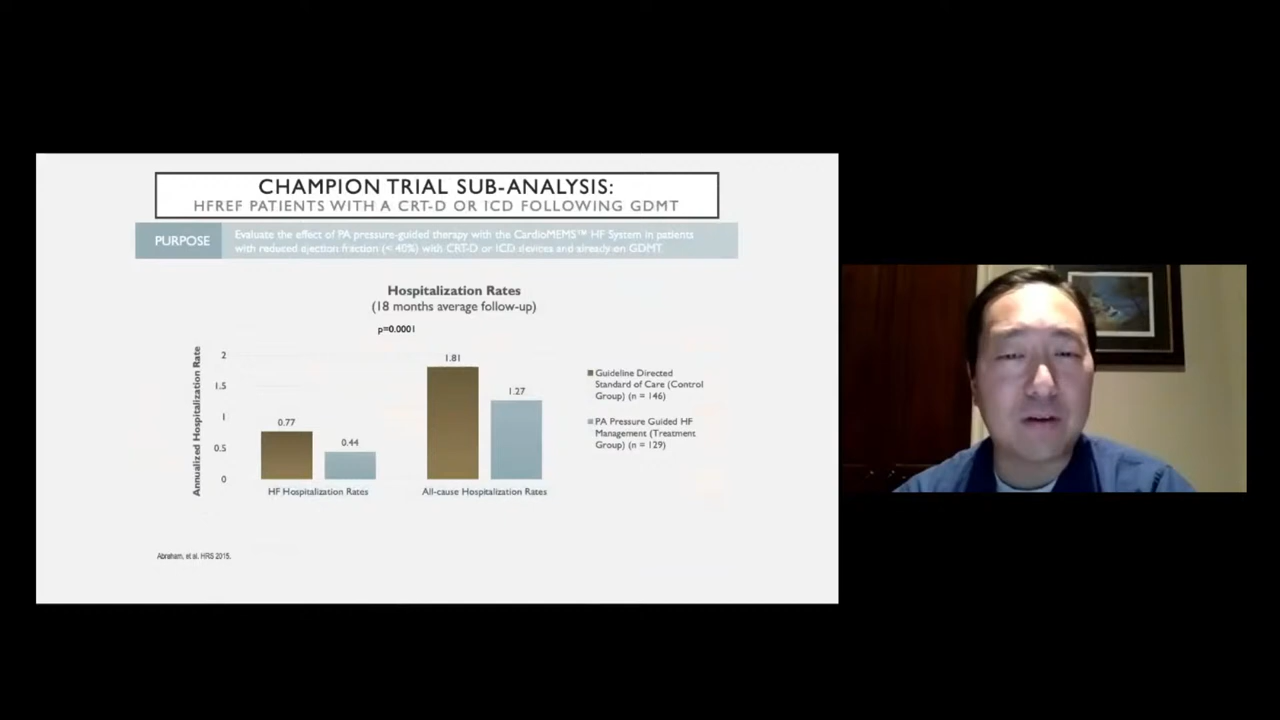 CHAMPION TRIAL SUB-ANALYSIS:
HFREF PATIENTS WITH A CRT-D OR ICD FOLLOWING GDMT
PURPOSE
Evaluate the effect of PA pressure-guided therapy with the CardioMEMS™ HF System in patients
with reduced ejection fraction (< 40%) with CRT-D or ICD devices and already on GDMT.
Hospitalization Rates
(18 months average follow-up)
p=0.0001
Annualized Hospitalization Rate
2
1.5
1
0.5
0
0.77
0.44
1.81
1.27
HF Hospitalization Rates
All-cause Hospitalization Rates
Guideline Directed
Standard of Care (Control
Group) (n = 146)
PA Pressure Guided HF
Management (Treatment
Group) (n = 129)
Abraham, et al. HRS 2015.